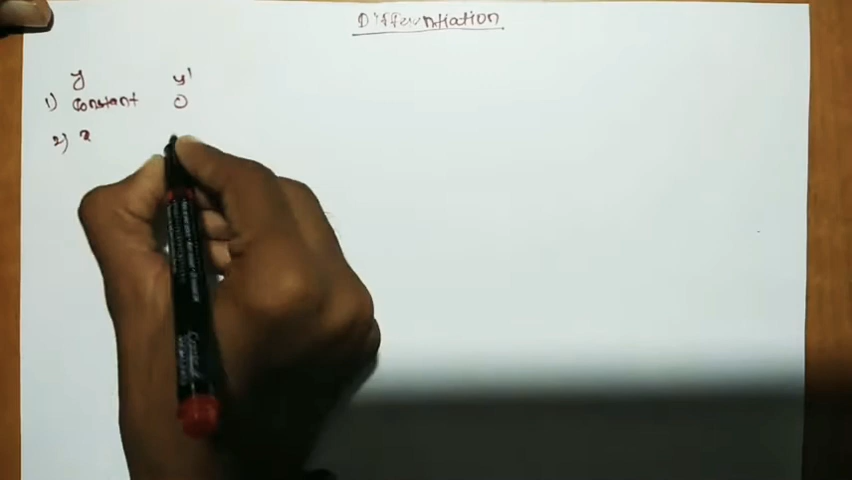 Differentiation
y y'
1) Constant 0
2) x